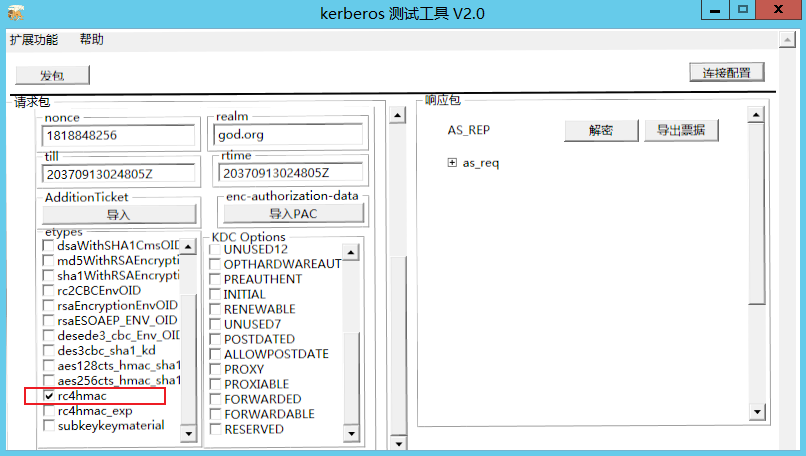 kerberos 测试工具 V2.0
扩展功能 帮助
发包
连接配置
请求包
nonce
1818848256
realm
god.org
till
20370913024805Z
rtime
20370913024805Z
AdditionTicket
导入
enc-authorization-data
导入PAC
etypes
dsaWithSHA1CmsOID
md5WithRSAEncrypti
sha1WithRSAEncrypti
rc2CBCEnvOID
rsaEncryptionEnvOID
rsaESOAEP_ENV_OID
desede3_cbc_Env_OID
des3cbc_sha1_kd
aes128cts_hmac_sha1
aes256cts_hmac_sha1
rc4hmac
rc4hmac_exp
subkeykeymaterial
KDC Options
UNUSED12
OPTHARDWAREAUT
PREAUTHENT
INITIAL
RENEWABLE
UNUSED7
POSTDATED
ALLOWPOSTDATE
PROXY
PROXIABLE
FORWARDED
FORWARDABLE
RESERVED
响应包
AS_REP
解密
导出票据
as_req